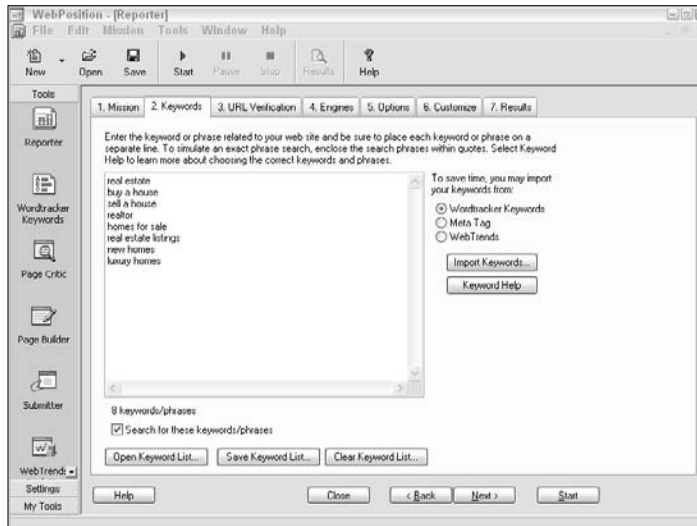 WebPosition - [Reporter]
File Edit Mission Tools Window Help
New Open Save Start Pause Stop Results Help
Tools
Reporter
Wordtracker
Keywords
Page Critic
Page Builder
Submitter
WebTrends
Settings
My Tools
1. Mission 2. Keywords 3. URL Verification 4. Engines 5. Options 6. Customize 7. Results
Enter the keyword or phrase related to your web site and be sure to place each keyword or phrase on a
separate line. To simulate an exact phrase search, enclose the search phrases within quotes. Select Keyword
Help to learn more about choosing the correct keywords and phrases.
real estate
buy a house
sell a house
realtor
homes for sale
real estate listings
new homes
luxury homes
To save time, you may import
your keywords from:
Wordtracker Keywords
Meta Tag
WebTrends
Import Keywords...
Keyword Help
8 keywords/phrases
Search for these keywords/phrases
Open Keyword List... Save Keyword List... Clear Keyword List...
Help Close < Back Next > Start